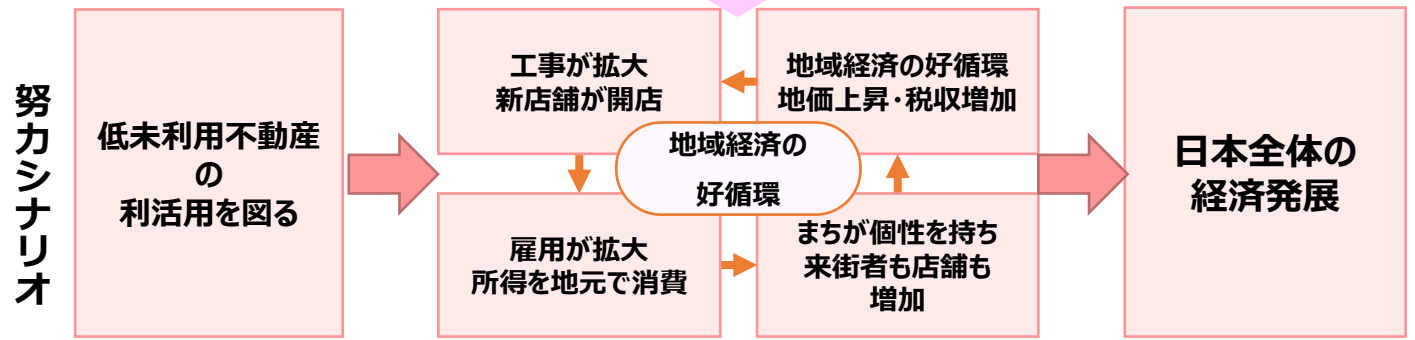 努力シナリオ
低未利用不動産
の
利活用を図る
工事が拡大
新店舗が開店
地域経済の好循環
地価上昇・税収増加
地域経済の
好循環
雇用が拡大
所得を地元で消費
まちが個性を持ち
来街者も店舗も
増加
日本全体の
経済発展